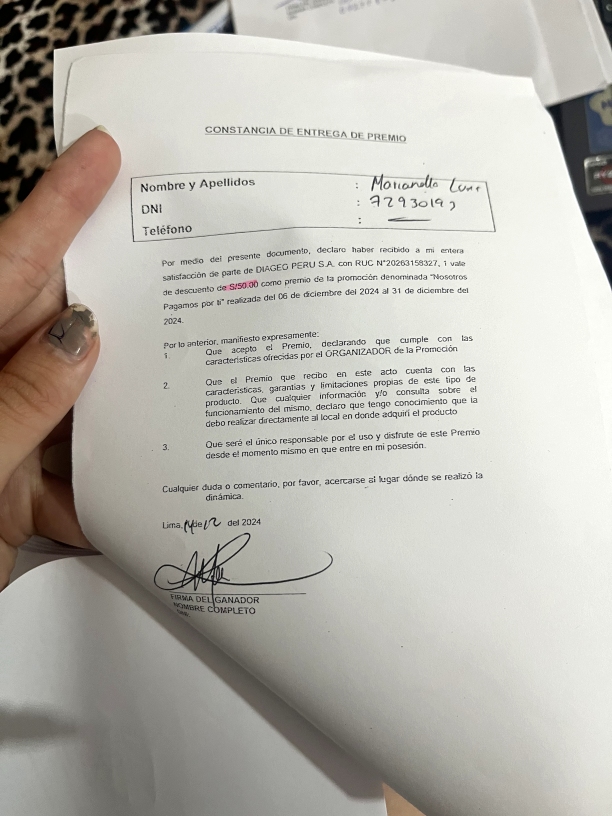 CONSTANCIA DE ENTREGA DE PREMIO
Nombre y Apellidos : Marianella
DNI : 7293019
Teléfono : —
Por medio del presente documento, declaro haber recibido a mi entera
satisfacción de parte de DIAGEO PERU S.A. con RUC N°20263158327, 1 vale
de descuento de S/50.00 como premio de la promoción denominada "Nosotros
Pagamos por ti" realizada del 06 de diciembre del 2024 al 31 de diciembre del
2024.
Por lo anterior, manifiesto expresamente:
1. Que acepto el Premio, declarando que cumple con las
características ofrecidas por el ORGANIZADOR de la Promoción
2. Que el Premio que recibo en este acto cuenta con las
características, garantías y limitaciones propias de este tipo de
producto. Que cualquier información y/o consulta sobre el
funcionamiento del mismo, declaro que tengo conocimiento que la
debo realizar directamente al local en donde adquirí el producto
3. Que seré el único responsable por el uso y disfrute de este Premio
desde el momento mismo en que entre en mi posesión.
Cualquier duda o comentario, por favor, acercarse al lugar dónde se realizó la
dinámica.
Lima, 14 de 12 del 2024
FIRMA DEL GANADOR
NOMBRE COMPLETO